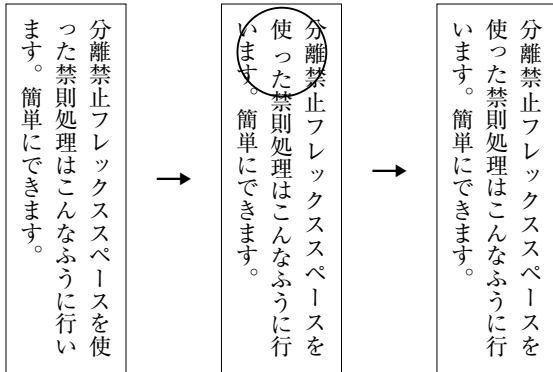 分離禁止フレックススペースを使
った禁則処理はこんなふうに行い
ます。簡単にできます。
→
分離禁止フレックススペースを
使った禁則処理はこんなふうに行
います。簡単にできます。
→
分離禁止フレックススペースを
使った禁則処理はこんなふうに行
います。簡単にできます。